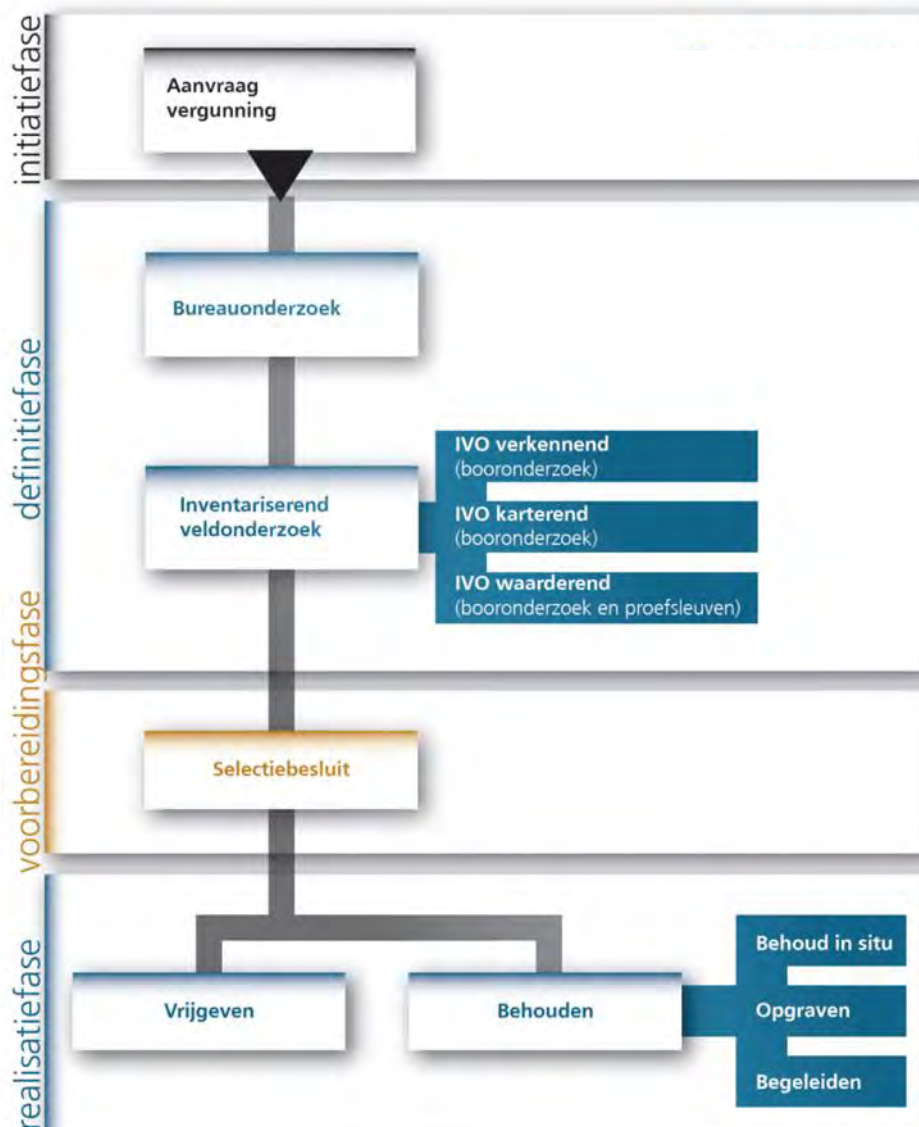 initiatiefase
Aanvraag
vergunning
definitiefase
Bureauonderzoek
Inventariserend
veldonderzoek
IVO verkennend
(booronderzoek)
IVO karterend
(booronderzoek)
IVO waarderend
(booronderzoek en proefsleuven)
voorbereidingsfase
Selectiebesluit
realisatiefase
Vrijgeven
Behouden
Behoud in situ
Opgraven
Begeleiden